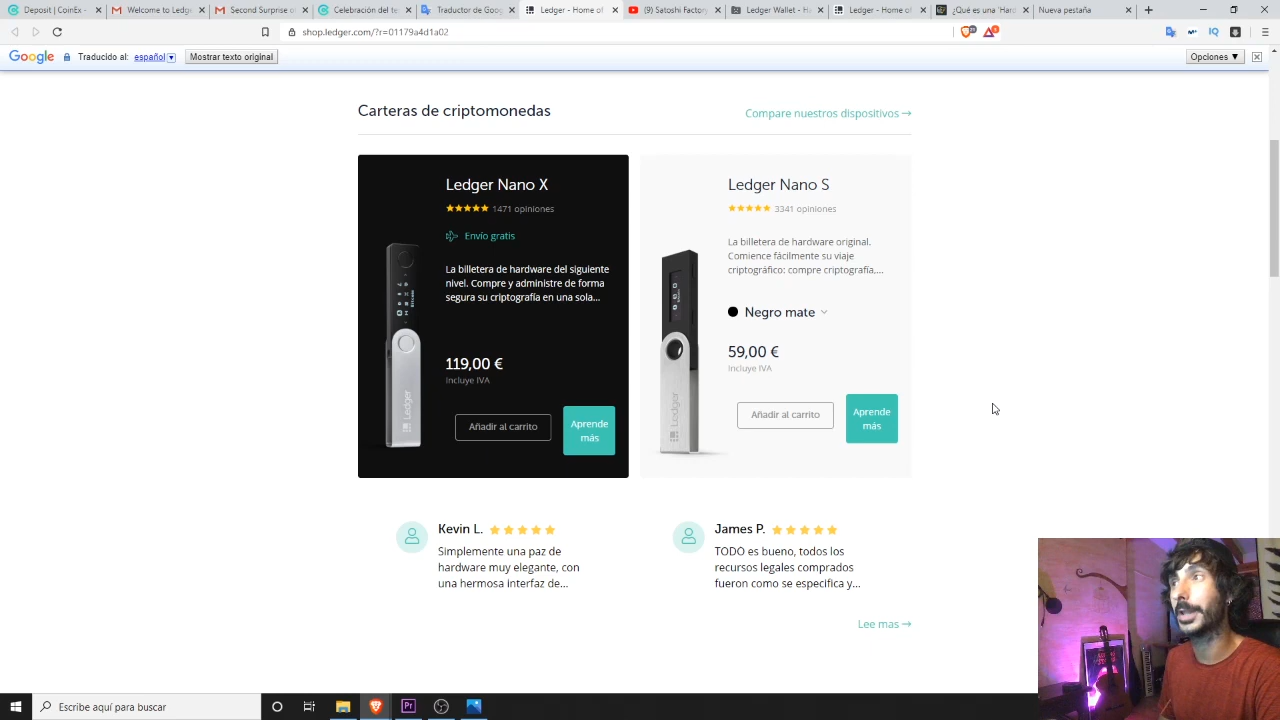 Deposit | CoinEx -
Welcome to Ledge
Second Surprise o
Celebración del te
Traductor de Goog
Ledger - Home of
(9) Satoshi Factory
Ledger Wallet - Ha
Ledger - Home of
¿Qué es una 'Hard
Nueva pestaña
shop.ledger.com/?r=01179a4d1a02
Google Traducido al: español Mostrar texto original Opciones ▼
Carteras de criptomonedas
Compare nuestros dispositivos →
Ledger Nano X
1471 opiniones
Envío gratis
La billetera de hardware del siguiente
nivel. Compre y administre de forma
segura su criptografía en una sola...
119,00 €
Incluye IVA
Añadir al carrito
Aprende
más
Ledger
Ledger Nano S
3341 opiniones
La billetera de hardware original.
Comience fácilmente su viaje
criptográfico: compre criptografía,...
Negro mate
59,00 €
Incluye IVA
Añadir al carrito
Aprende
más
Ledger
Kevin L.
Simplemente una paz de
hardware muy elegante, con
una hermosa interfaz de...
James P.
TODO es bueno, todos los
recursos legales comprados
fueron como se especifica y...
Lee mas →
Escribe aquí para buscar